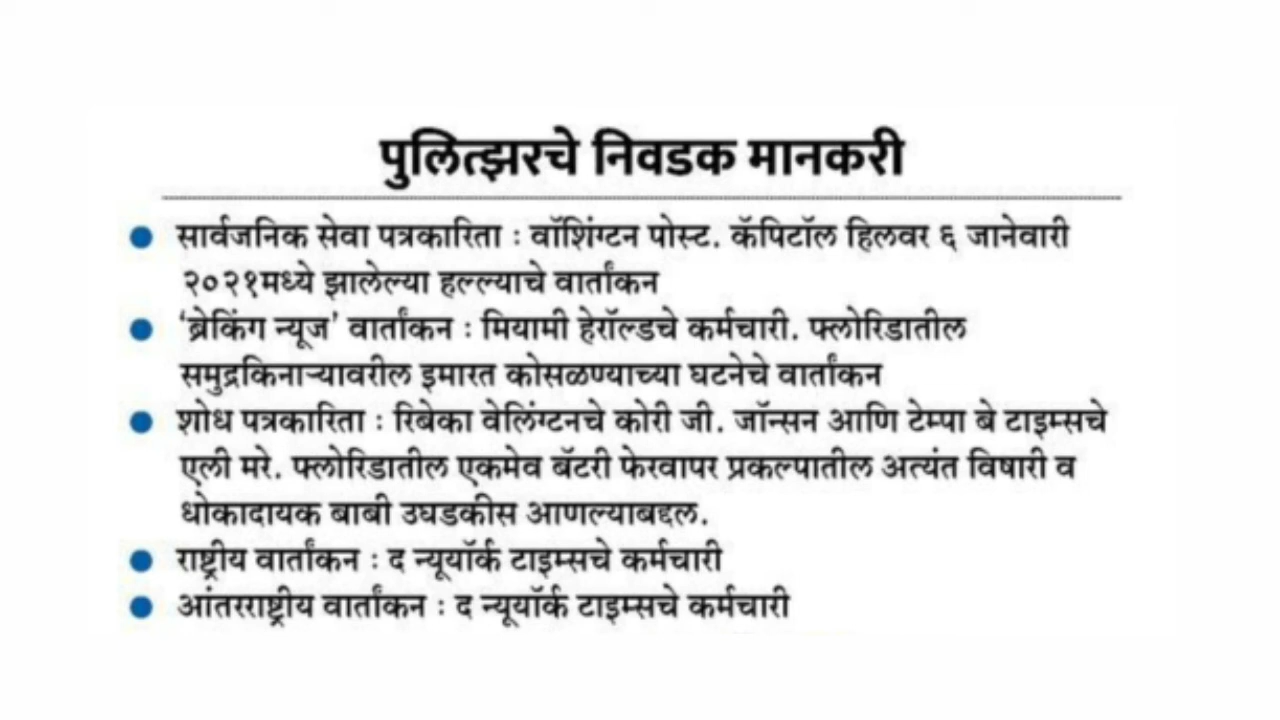 पुलित्झरचे निवडक मानकरी
● सार्वजनिक सेवा पत्रकारिता : वॉशिंग्टन पोस्ट. कॅपिटॉल हिलवर ६ जानेवारी
२०२१मध्ये झालेल्या हल्ल्याचे वार्तांकन
● ‘ब्रेकिंग न्यूज’ वार्तांकन : मियामी हेरॉल्डचे कर्मचारी. फ्लोरिडातील
समुद्रकिनाऱ्यावरील इमारत कोसळण्याच्या घटनेचे वार्तांकन
● शोध पत्रकारिता : रिबेका वेलिंग्टनचे कोरी जी. जॉन्सन आणि टेम्पा बे टाइम्सचे
एली मरे. फ्लोरिडातील एकमेव बॅटरी फेरवापर प्रकल्पातील अत्यंत विषारी व
धोकादायक बाबी उघडकीस आणल्याबद्दल.
● राष्ट्रीय वार्तांकन : द न्यूयॉर्क टाइम्सचे कर्मचारी
● आंतरराष्ट्रीय वार्तांकन : द न्यूयॉर्क टाइम्सचे कर्मचारी